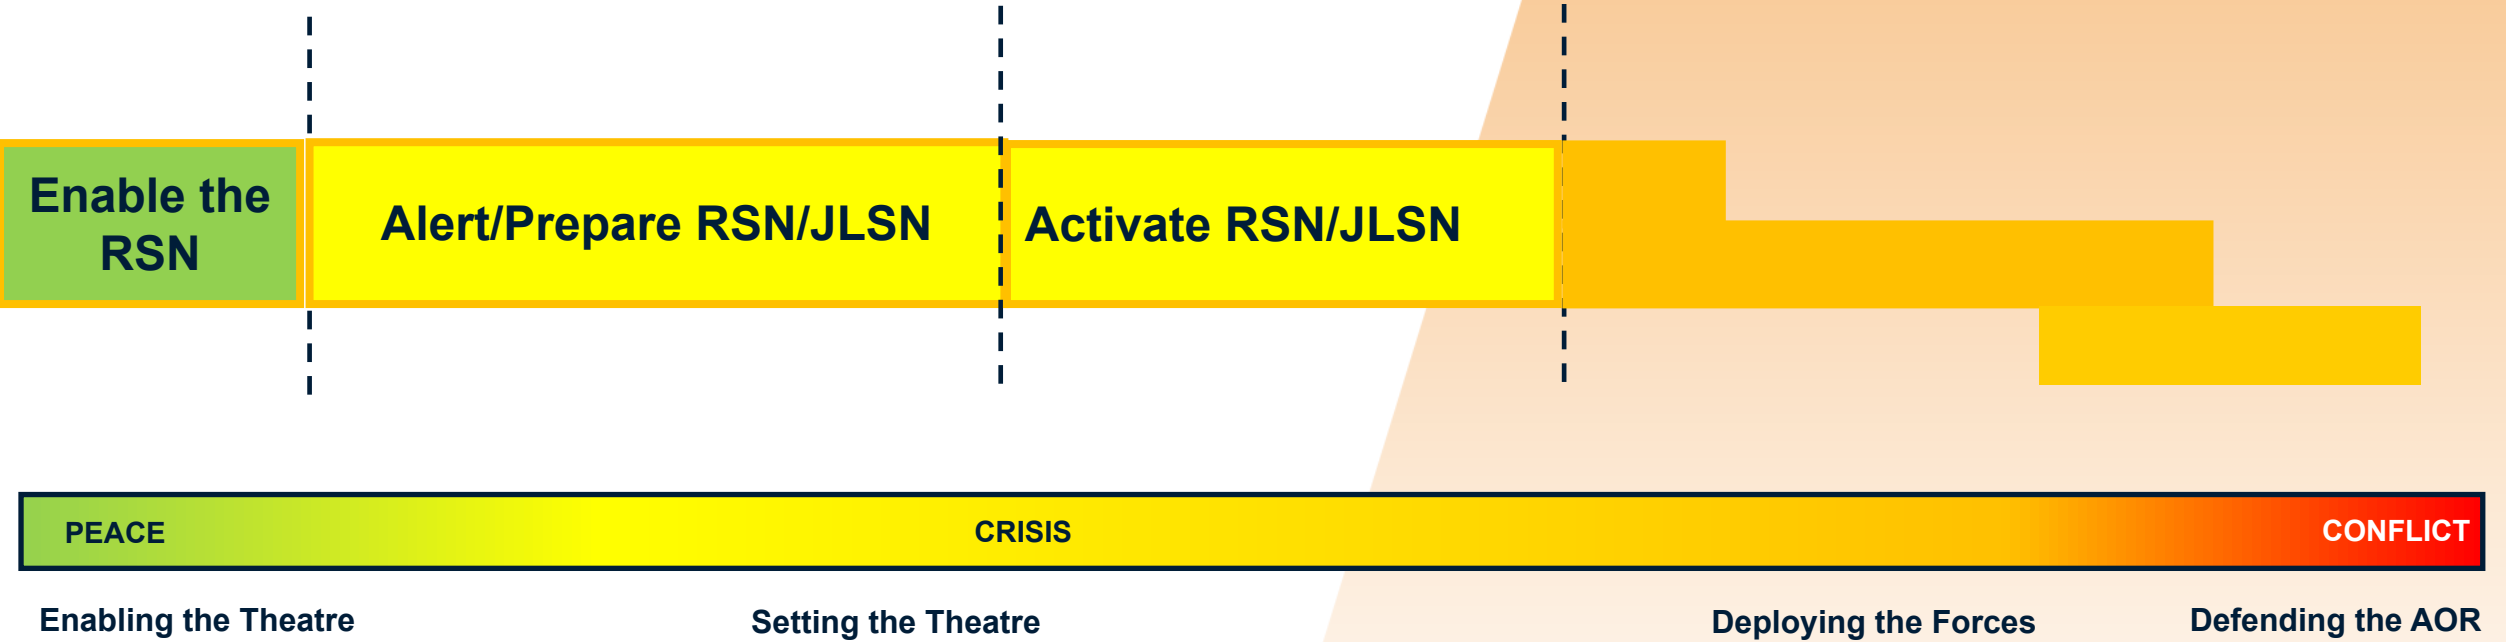 Enable the
RSN
Alert/Prepare RSN/JLSN
Activate RSN/JLSN
PEACE
CRISIS
CONFLICT
Enabling the Theatre
Setting the Theatre
Deploying the Forces
Defending the AOR